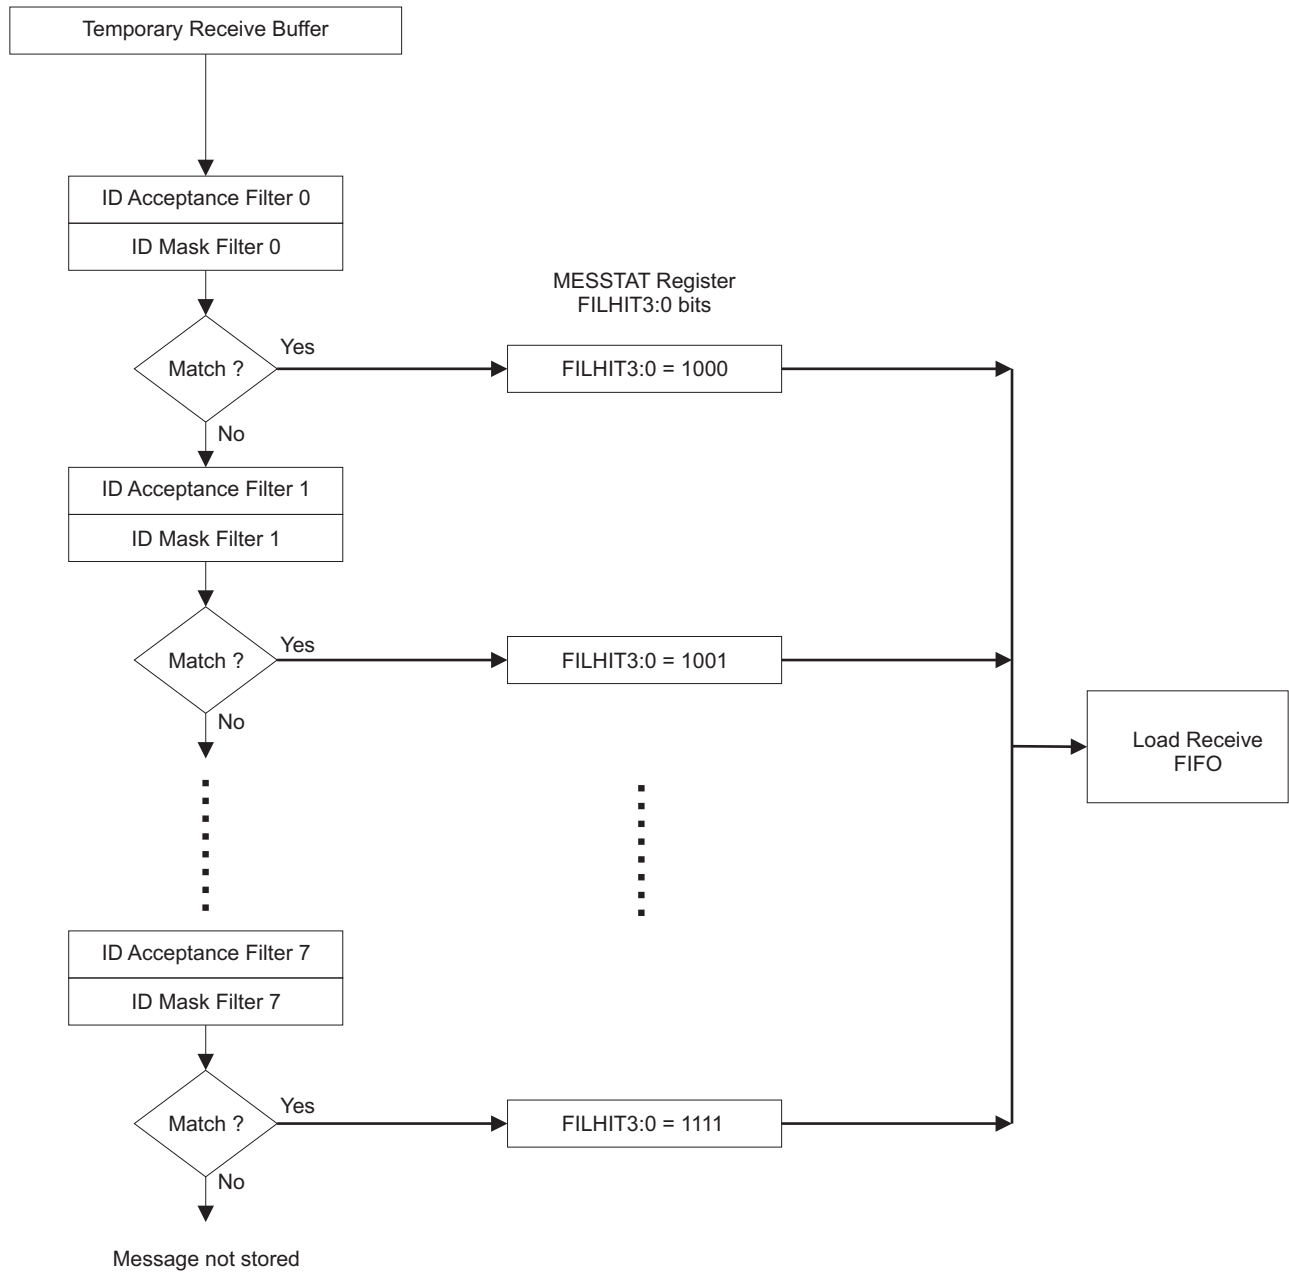 Temporary Receive Buffer
ID Acceptance Filter 0
ID Mask Filter 0
MESSTAT Register
FILHIT3:0 bits
Match ?
Yes
FILHIT3:0 = 1000
No
ID Acceptance Filter 1
ID Mask Filter 1
Match ?
Yes
FILHIT3:0 = 1001
No
Load Receive
FIFO
ID Acceptance Filter 7
ID Mask Filter 7
Match ?
Yes
FILHIT3:0 = 1111
No
Message not stored